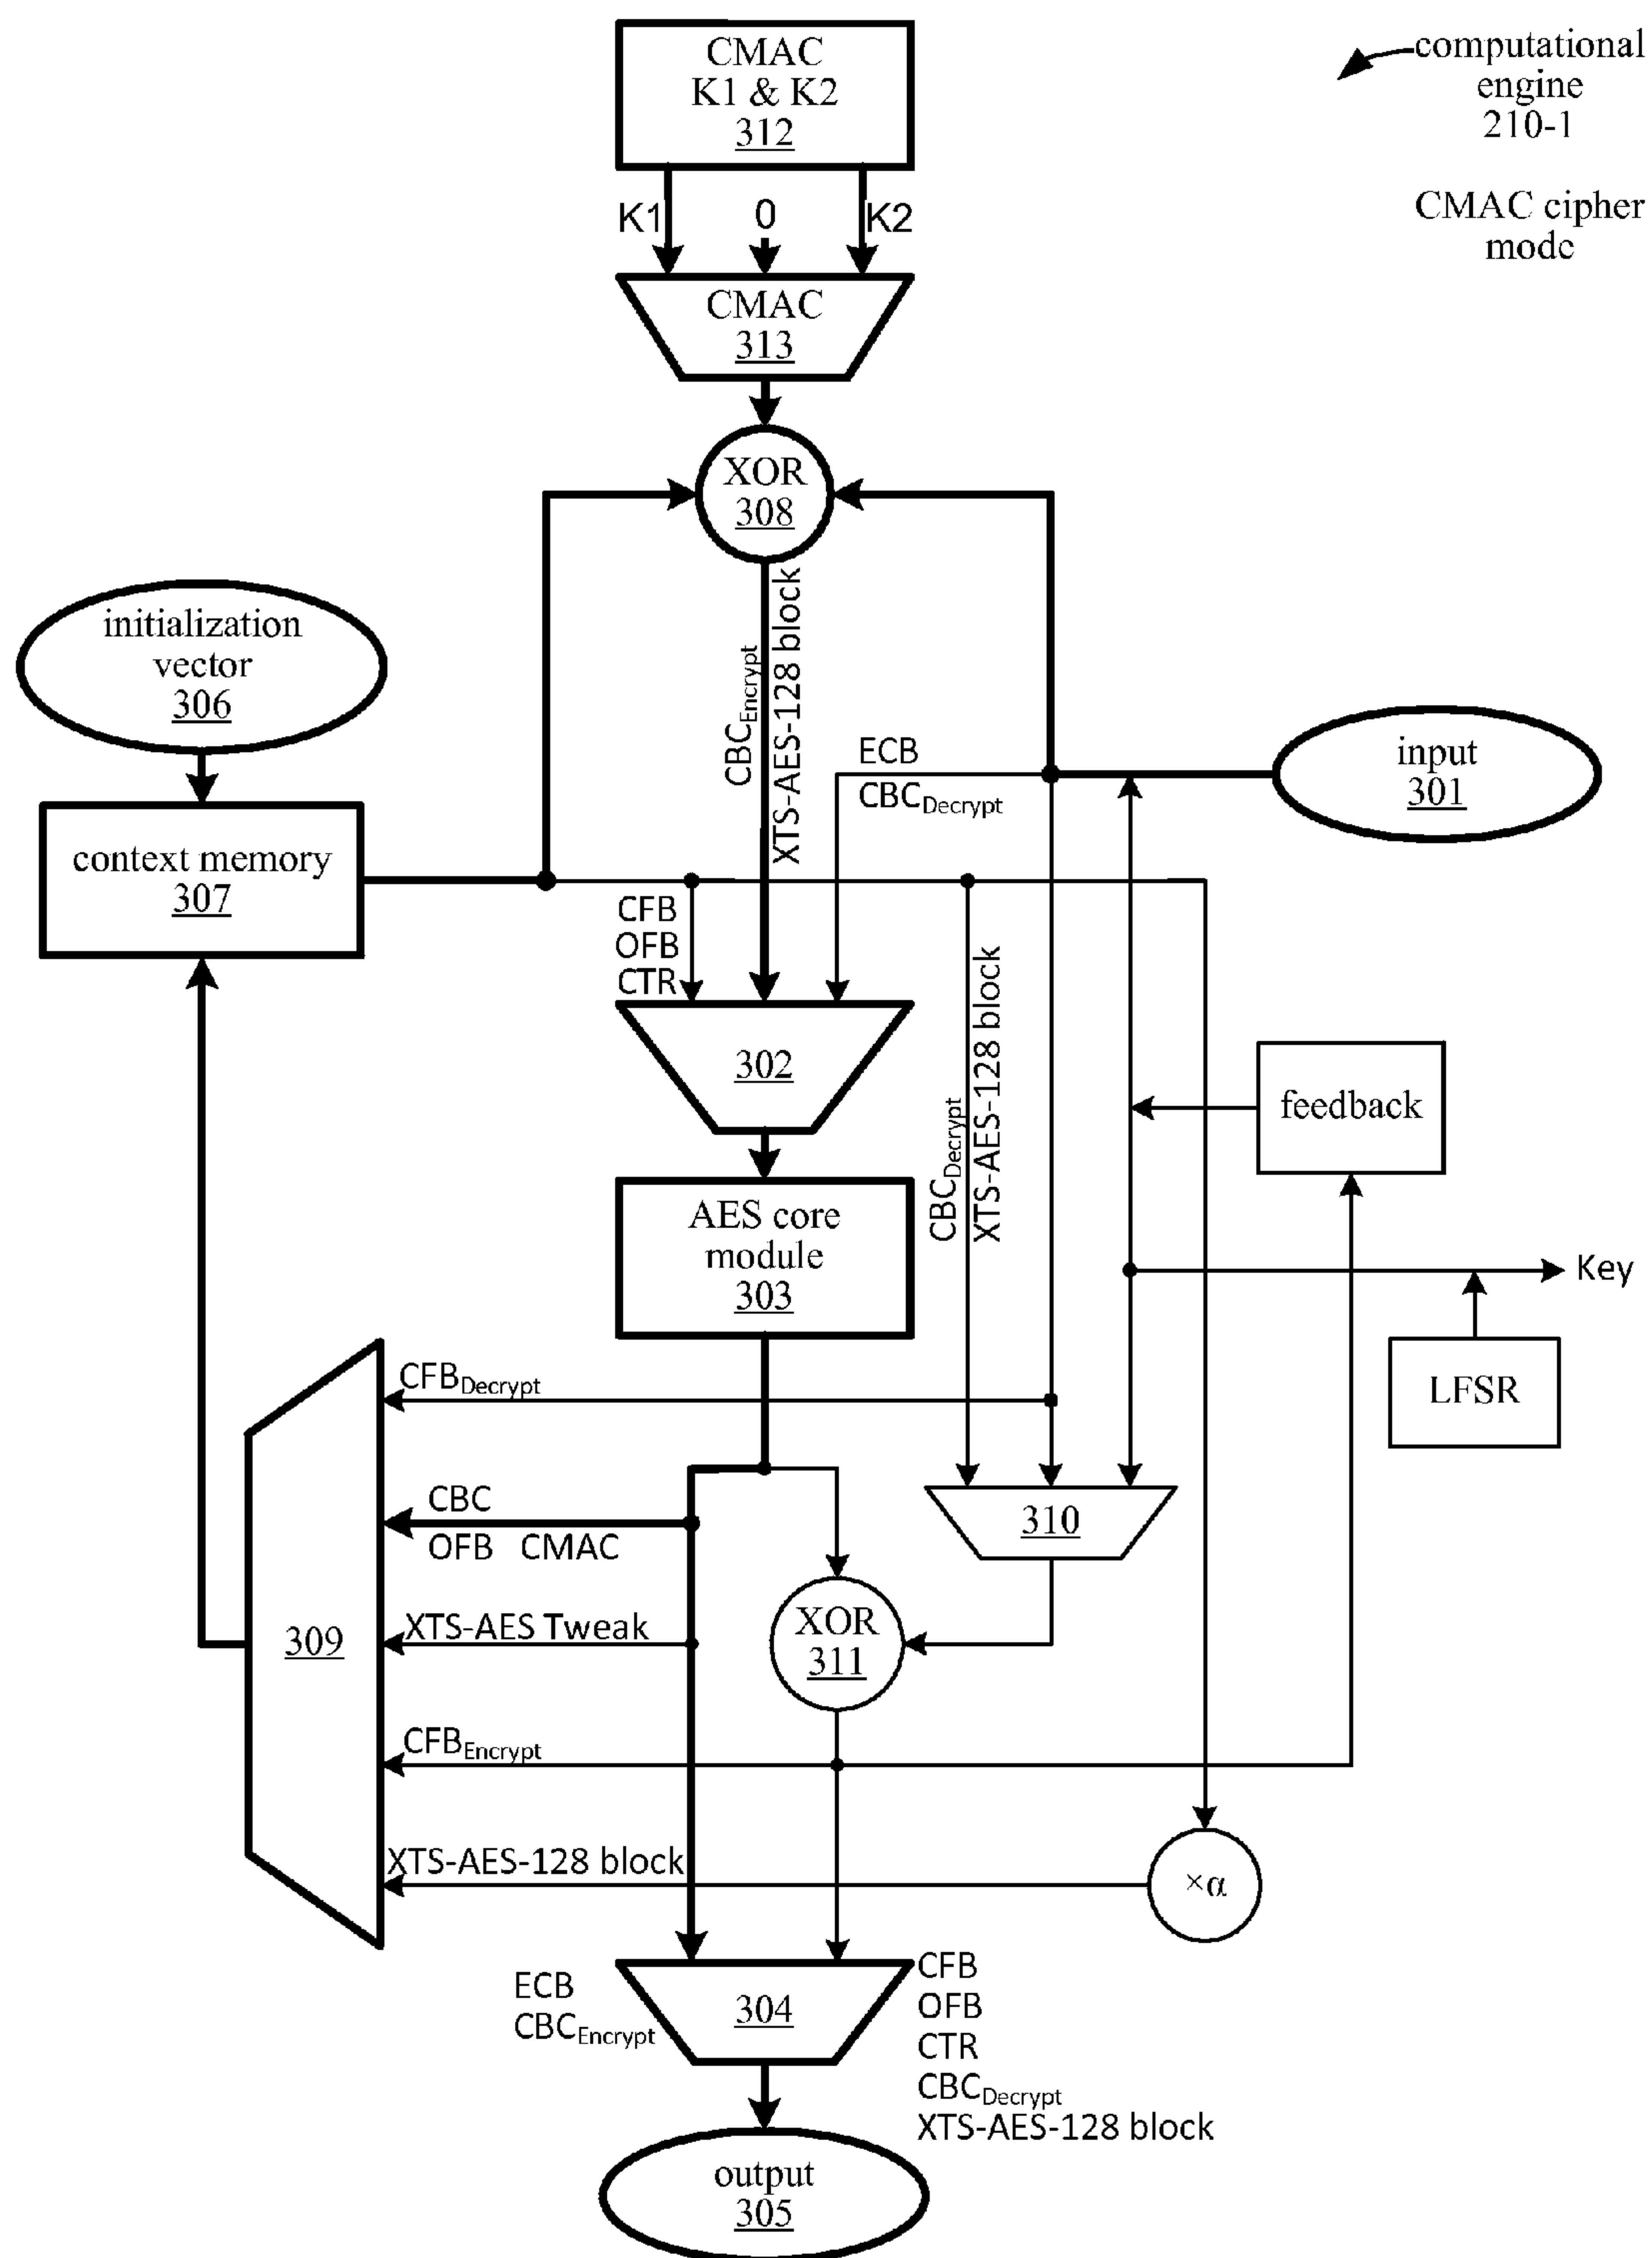 computational
engine
210-1
CMAC cipher
mode
CMAC
K1 & K2
312
K1
0
K2
CMAC
313
XOR
308
initialization
vector
306
CBCEncrypt
XTS-AES-128 block
ECB
CBCDecrypt
input
301
context memory
307
CFB
OFB
CTR
302
CBCDecrypt
XTS-AES-128 block
feedback
AES core
module
303
Key
LFSR
CFBDecrypt
CBC
OFB CMAC
310
309
XTS-AES Tweak
XOR
311
CFBEncrypt
XTS-AES-128 block
×α
ECB
CBCEncrypt
304
CFB
OFB
CTR
CBCDecrypt
XTS-AES-128 block
output
305